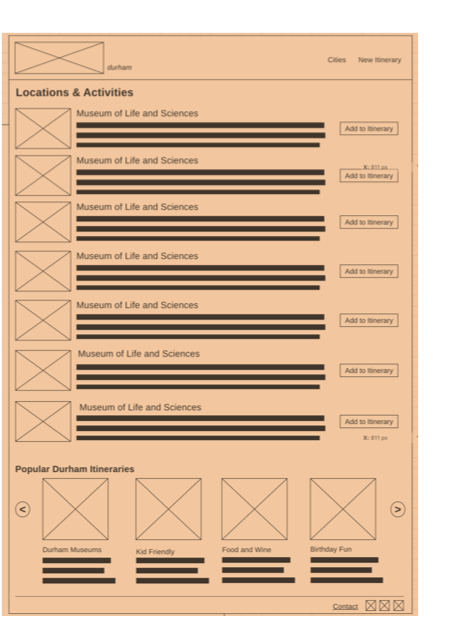 durham
Cities New Itinerary
Locations & Activities
Museum of Life and Sciences
Add to Itinerary
Museum of Life and Sciences
X: 811 px
Add to Itinerary
Museum of Life and Sciences
Add to Itinerary
Museum of Life and Sciences
Add to Itinerary
Museum of Life and Sciences
Add to Itinerary
Museum of Life and Sciences
Add to Itinerary
Museum of Life and Sciences
Add to Itinerary
X: 811 px
Popular Durham Itineraries
< >
Durham Museums Kid Friendly Food and Wine Birthday Fun
Contact